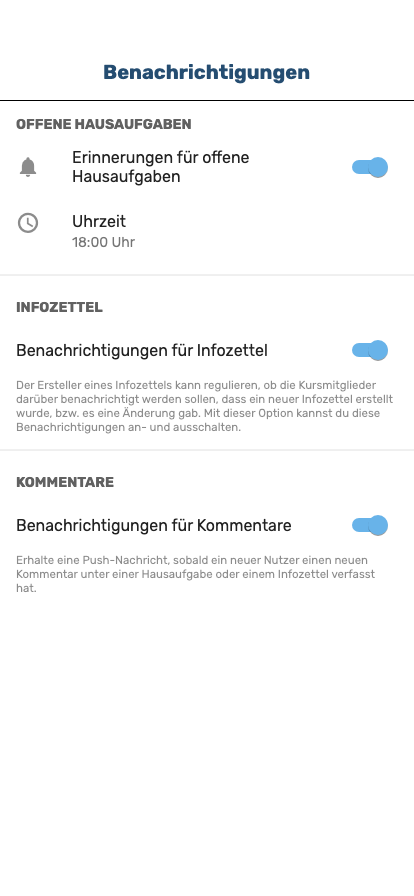 Benachrichtigungen
OFFENE HAUSAUFGABEN
Erinnerungen für offene
Hausaufgaben
Uhrzeit
18:00 Uhr
INFOZETTEL
Benachrichtigungen für Infozettel
Der Ersteller eines Infozettels kann regulieren, ob die Kursmitglieder
darüber benachrichtigt werden sollen, dass ein neuer Infozettel erstellt
wurde, bzw. es eine Änderung gab. Mit dieser Option kannst du diese
Benachrichtigungen an- und ausschalten.
KOMMENTARE
Benachrichtigungen für Kommentare
Erhalte eine Push-Nachricht, sobald ein neuer Nutzer einen neuen
Kommentar unter einer Hausaufgabe oder einem Infozettel verfasst
hat.